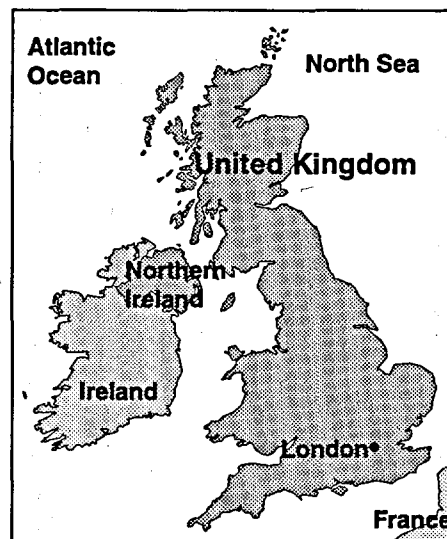 Atlantic
Ocean
North Sea
United Kingdom
Northern
Ireland
Ireland
London
France